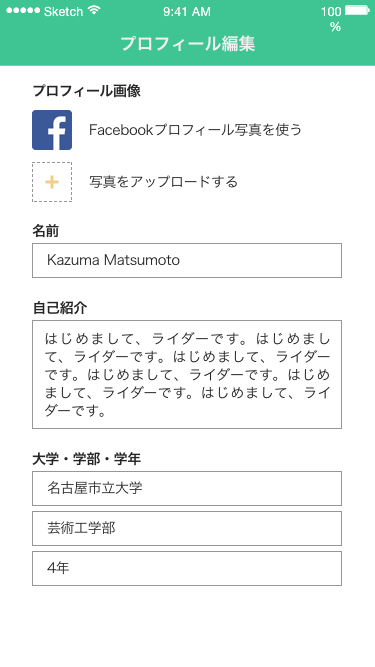 Sketch 9:41 AM 100
%
プロフィール編集
プロフィール画像
Facebookプロフィール写真を使う
写真をアップロードする
名前
Kazuma Matsumoto
自己紹介
はじめまして、ライダーです。はじめまし
て、ライダーです。はじめまして、ライダー
です。はじめまして、ライダーです。はじめ
まして、ライダーです。はじめまして、ライ
ダーです。
大学・学部・学年
名古屋市立大学
芸術工学部
4年